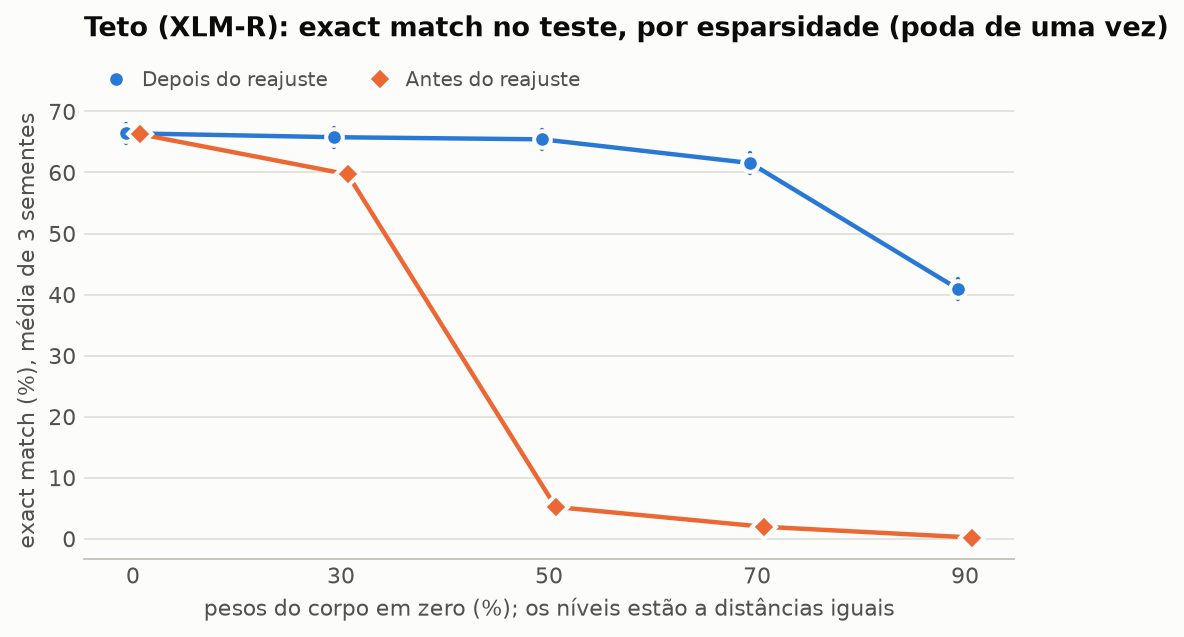 Teto (XLM-R): exact match no teste, por esparsidade (poda de uma vez)
Depois do reajuste
Antes do reajuste
exact match (%), média de 3 sementes
70
60
50
40
30
20
10
0
0 30 50 70 90
pesos do corpo em zero (%); os níveis estão a distâncias iguais